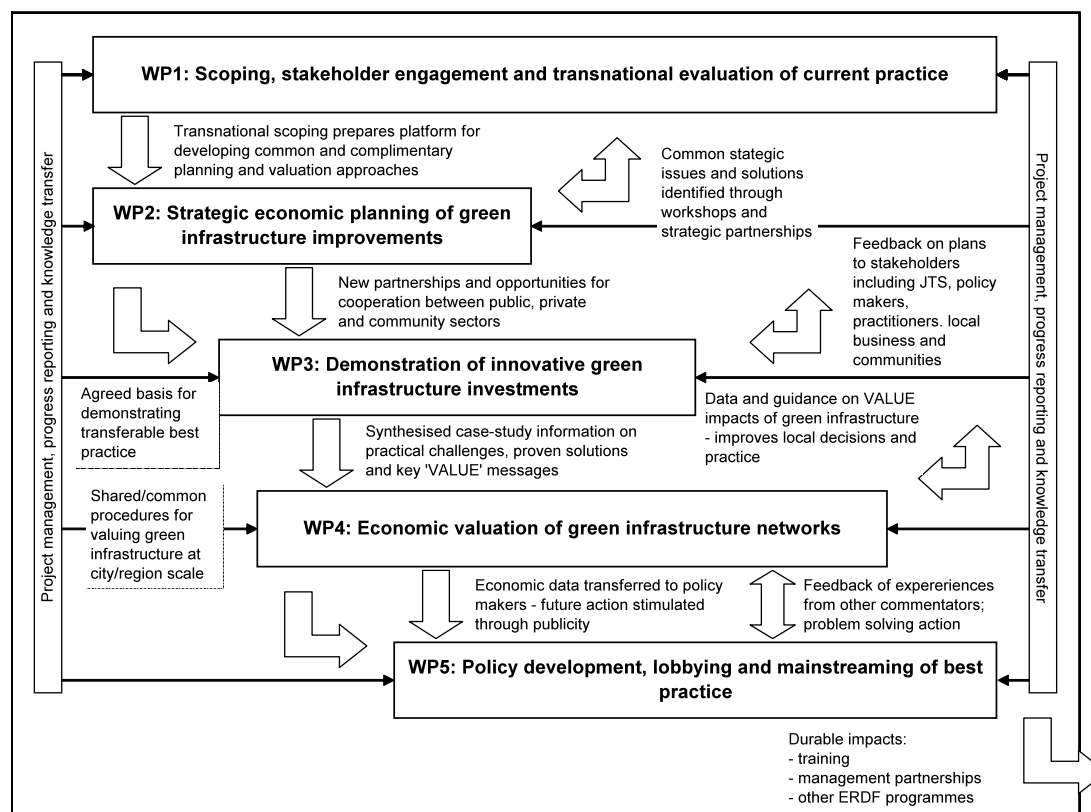 WP1: Scoping, stakeholder engagement and transnational evaluation of current practice
Project management, progress reporting and knowledge transfer
Project management, progress reporting and knowledge transfer
Transnational scoping prepares platform for
developing common and complimentary
planning and valuation approaches
Common stategic
issues and solutions
identified through
workshops and
strategic partnerships
WP2: Strategic economic planning of green
infrastructure improvements
Feedback on plans
to stakeholders
including JTS, policy
makers,
practitioners. local
business and
communities
New partnerships and opportunities for
cooperation between public, private
and community sectors
WP3: Demonstration of innovative green
infrastructure investments
Agreed basis for
demonstrating
transferable best
practice
Data and guidance on VALUE
impacts of green infrastructure
- improves local decisions and
practice
Synthesised case-study information on
practical challenges, proven solutions
and key 'VALUE' messages
Shared/common
procedures for
valuing green
infrastructure at
city/region scale
WP4: Economic valuation of green infrastructure networks
Economic data transferred to policy
makers - future action stimulated
through publicity
Feedback of expereriences
from other commentators;
problem solving action
WP5: Policy development, lobbying and mainstreaming of best
practice
Durable impacts:
- training
- management partnerships
- other ERDF programmes